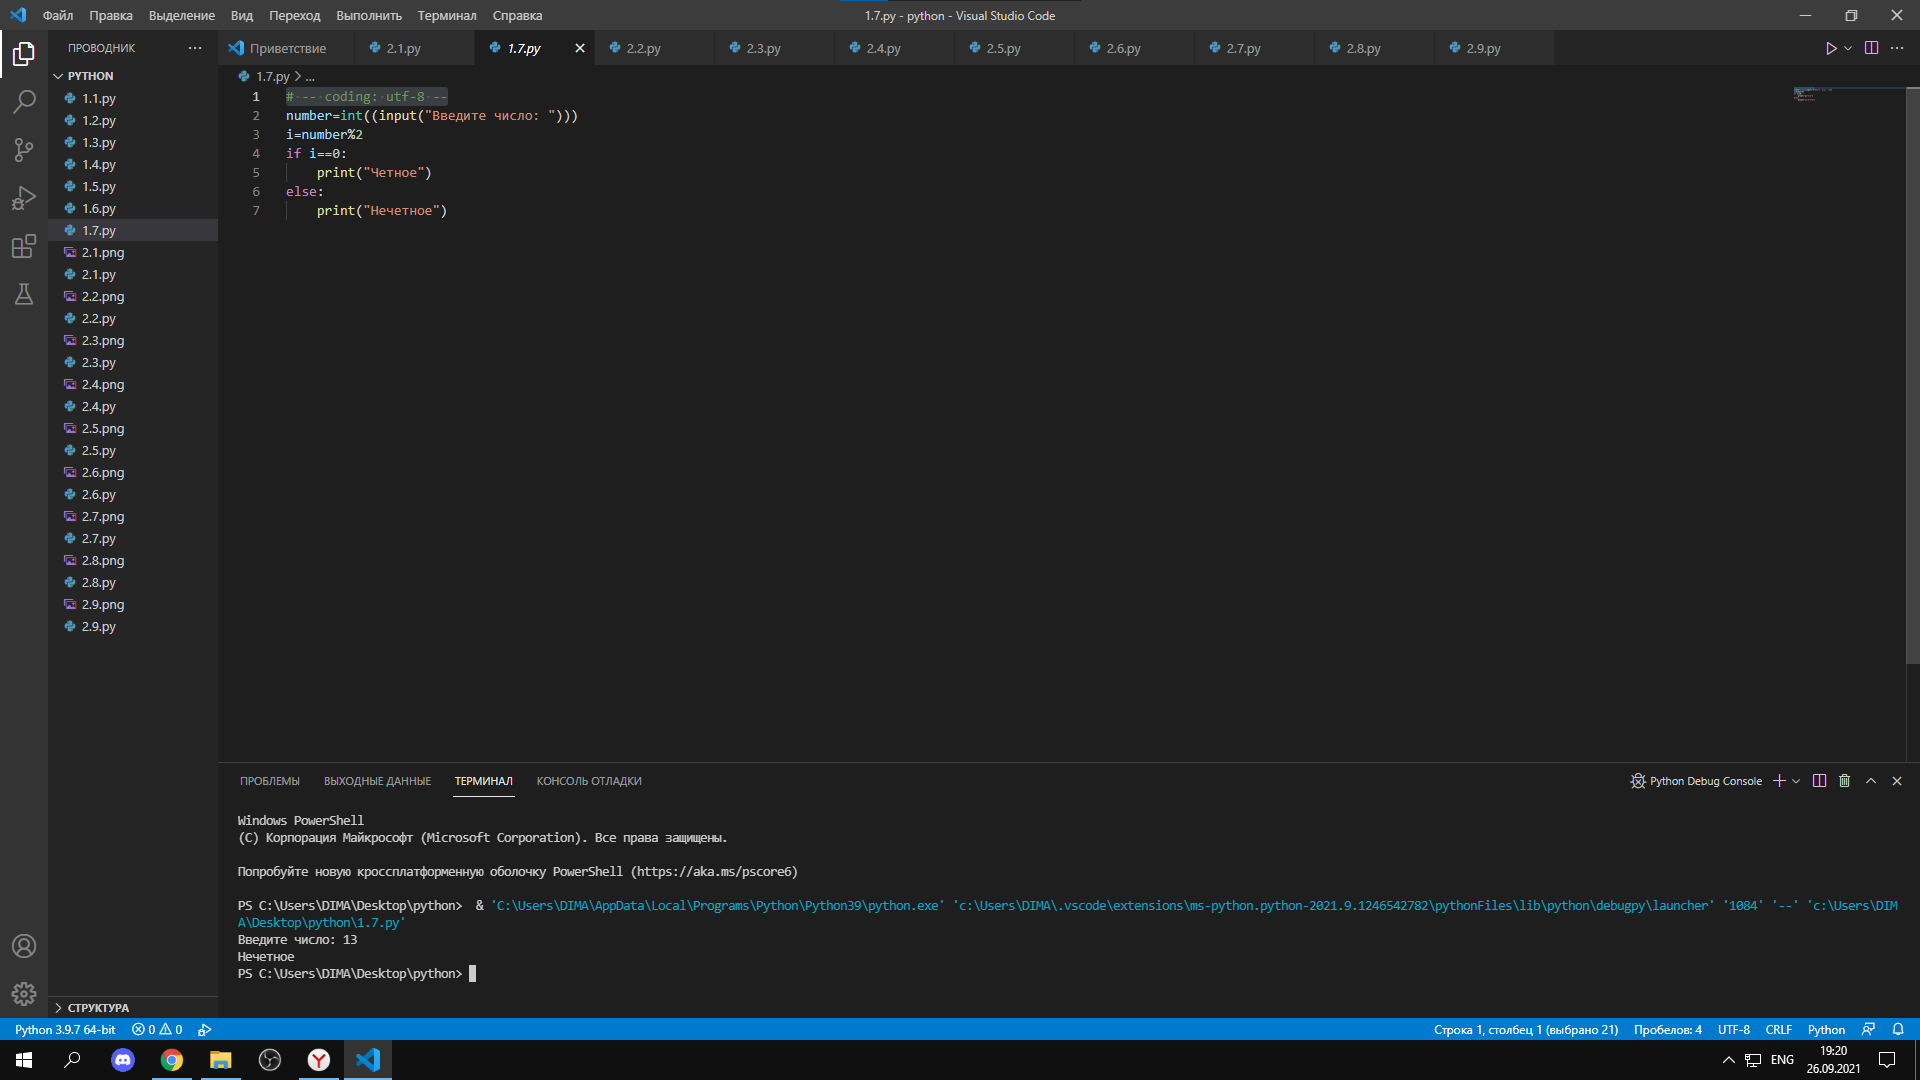 Файл Правка Выделение Вид Переход Выполнить Терминал Справка
1.7.py - python - Visual Studio Code
ПРОВОДНИК
Приветствие 2.1.py 1.7.py 2.2.py 2.3.py 2.4.py 2.5.py 2.6.py 2.7.py 2.8.py 2.9.py
PYTHON
1.1.py
1.2.py
1.3.py
1.4.py
1.5.py
1.6.py
1.7.py
2.1.png
2.1.py
2.2.png
2.2.py
2.3.png
2.3.py
2.4.png
2.4.py
2.5.png
2.5.py
2.6.png
2.6.py
2.7.png
2.7.py
2.8.png
2.8.py
2.9.png
2.9.py
СТРУКТУРА
1.7.py > ...
1 # -- coding: utf-8 --
2 number=int((input("Введите число: ")))
3 i=number%2
4 if i==0:
5     print("Четное")
6 else:
7     print("Нечетное")
ПРОБЛЕМЫ ВЫХОДНЫЕ ДАННЫЕ ТЕРМИНАЛ КОНСОЛЬ ОТЛАДКИ
Python Debug Console
Windows PowerShell
(C) Корпорация Майкрософт (Microsoft Corporation). Все права защищены.
Попробуйте новую кроссплатформенную оболочку PowerShell (https://aka.ms/pscore6)
PS C:\Users\DIMA\Desktop\python>  & 'C:\Users\DIMA\AppData\Local\Programs\Python\Python39\python.exe' 'c:\Users\DIMA\.vscode\extensions\ms-python.python-2021.9.1246542782\pythonFiles\lib\python\debugpy\launcher' '1084' '--' 'c:\Users\DIM
A\Desktop\python\1.7.py'
Введите число: 13
Нечетное
PS C:\Users\DIMA\Desktop\python>
Python 3.9.7 64-bit 0 0
Строка 1, столбец 1 (выбрано 21) Пробелов: 4 UTF-8 CRLF Python
ENG
19:20
26.09.2021